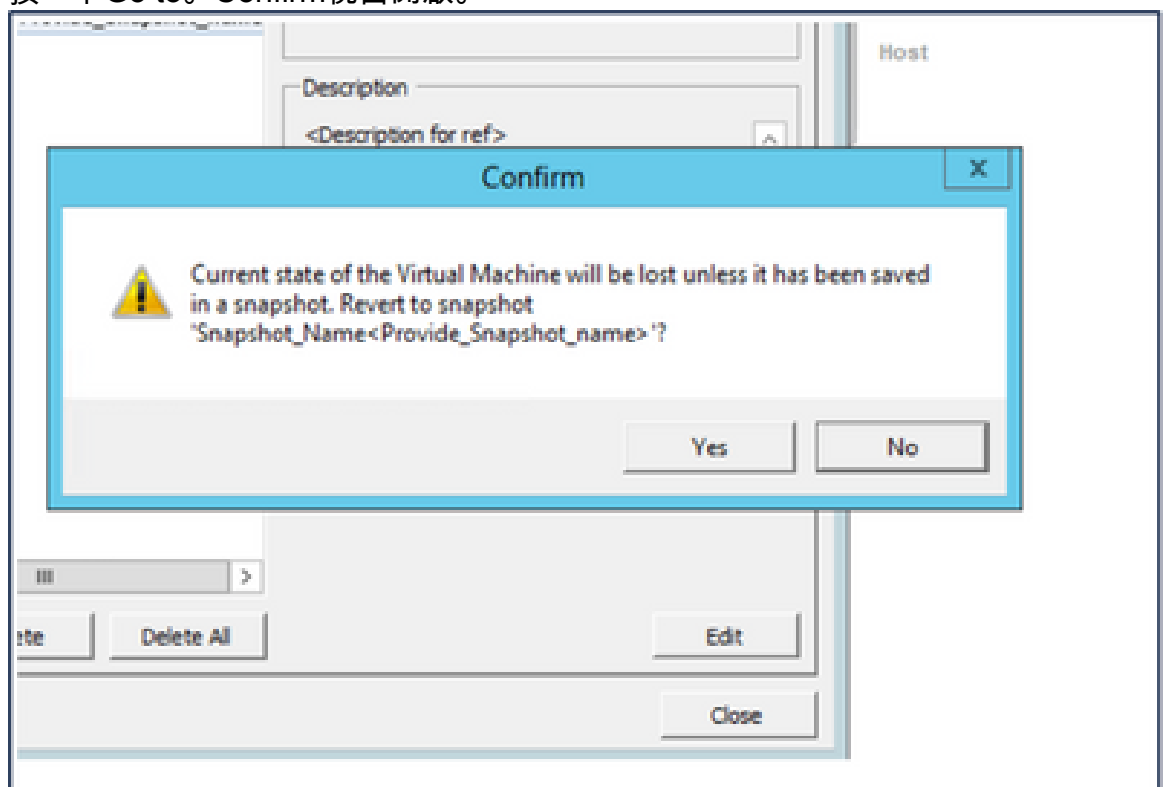 Host
Description
<Description for ref>
Confirm
X
Current state of the Virtual Machine will be lost unless it has been saved
in a snapshot. Revert to snapshot
'Snapshot_Name<Provide_Snapshot_name>'?
Yes
No
ete
Delete All
Edit
Close